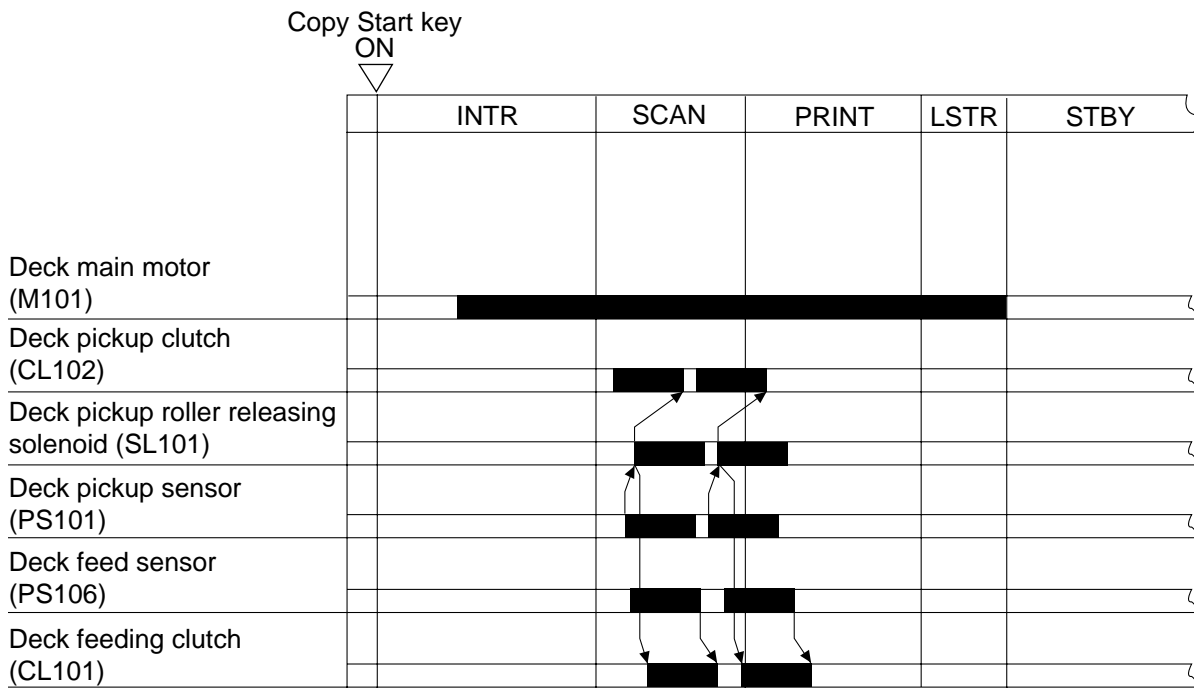 Copy Start key
ON
INTR SCAN PRINT LSTR STBY
Deck main motor
(M101)
Deck pickup clutch
(CL102)
Deck pickup roller releasing
solenoid (SL101)
Deck pickup sensor
(PS101)
Deck feed sensor
(PS106)
Deck feeding clutch
(CL101)